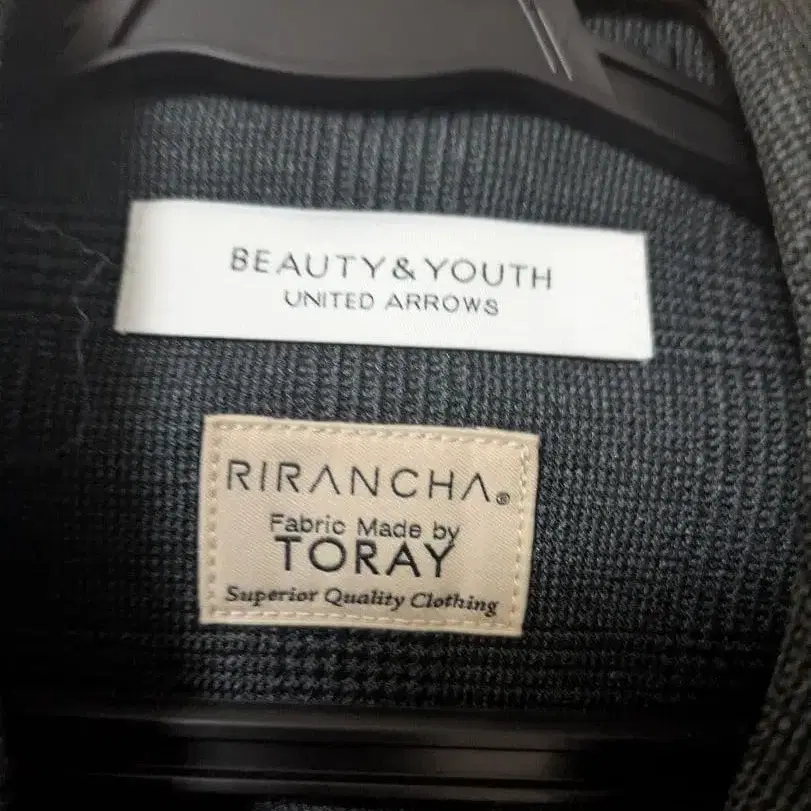 BEAUTY&YOUTH
UNITED ARROWS
RIRANCHA®
Fabric Made by
TORAY
Superior Quality Clothing